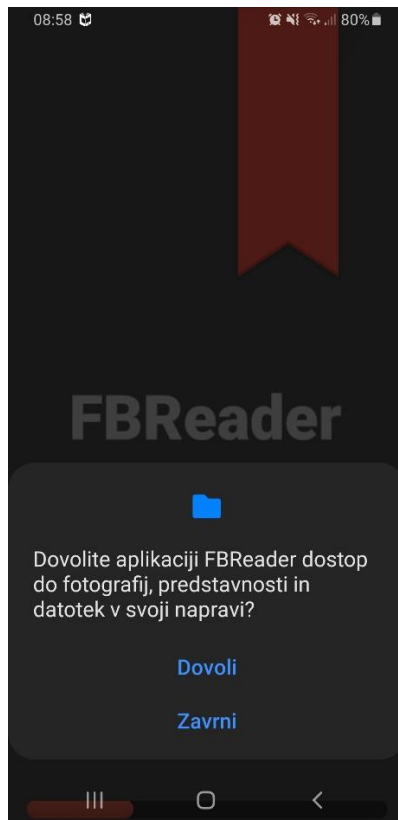 08:58 80%
FBReader
Dovolite aplikaciji FBReader dostop
do fotografij, predstavnosti in
datotek v svoji napravi?
Dovoli
Zavrni